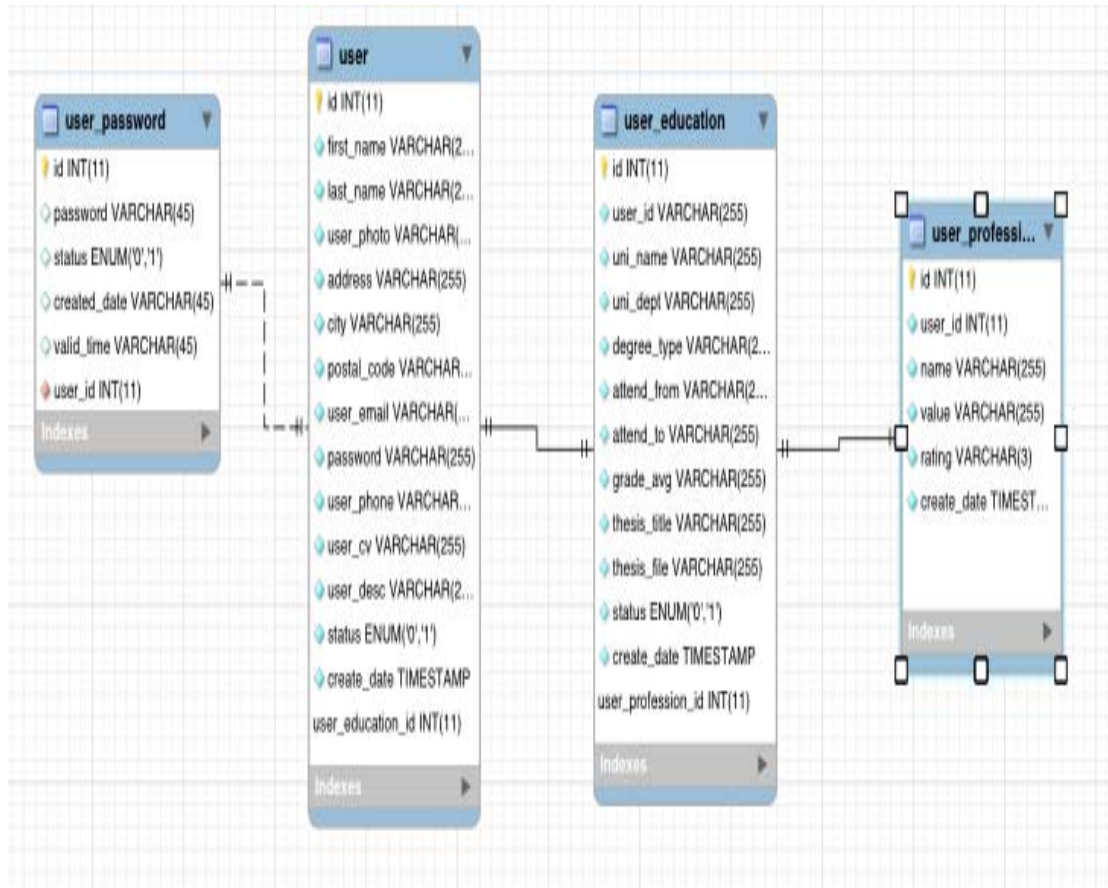 user_password
id INT(11)
password VARCHAR(45)
status ENUM('0','1')
created_date VARCHAR(45)
valid_time VARCHAR(45)
user_id INT(11)
Indexes
user
id INT(11)
first_name VARCHAR(2...
last_name VARCHAR(2...
user_photo VARCHAR(...
address VARCHAR(255)
city VARCHAR(255)
postal_code VARCHAR...
user_email VARCHAR(...
password VARCHAR(255)
user_phone VARCHAR...
user_cv VARCHAR(255)
user_desc VARCHAR(2...
status ENUM('0','1')
create_date TIMESTAMP
user_education_id INT(11)
Indexes
user_education
id INT(11)
user_id VARCHAR(255)
uni_name VARCHAR(255)
uni_dept VARCHAR(255)
degree_type VARCHAR(2...
attend_from VARCHAR(2...
attend_to VARCHAR(255)
grade_avg VARCHAR(255)
thesis_title VARCHAR(255)
thesis_file VARCHAR(255)
status ENUM('0','1')
create_date TIMESTAMP
user_profession_id INT(11)
Indexes
user_professi...
id INT(11)
user_id INT(11)
name VARCHAR(255)
value VARCHAR(255)
rating VARCHAR(3)
create_date TIMEST...
Indexes